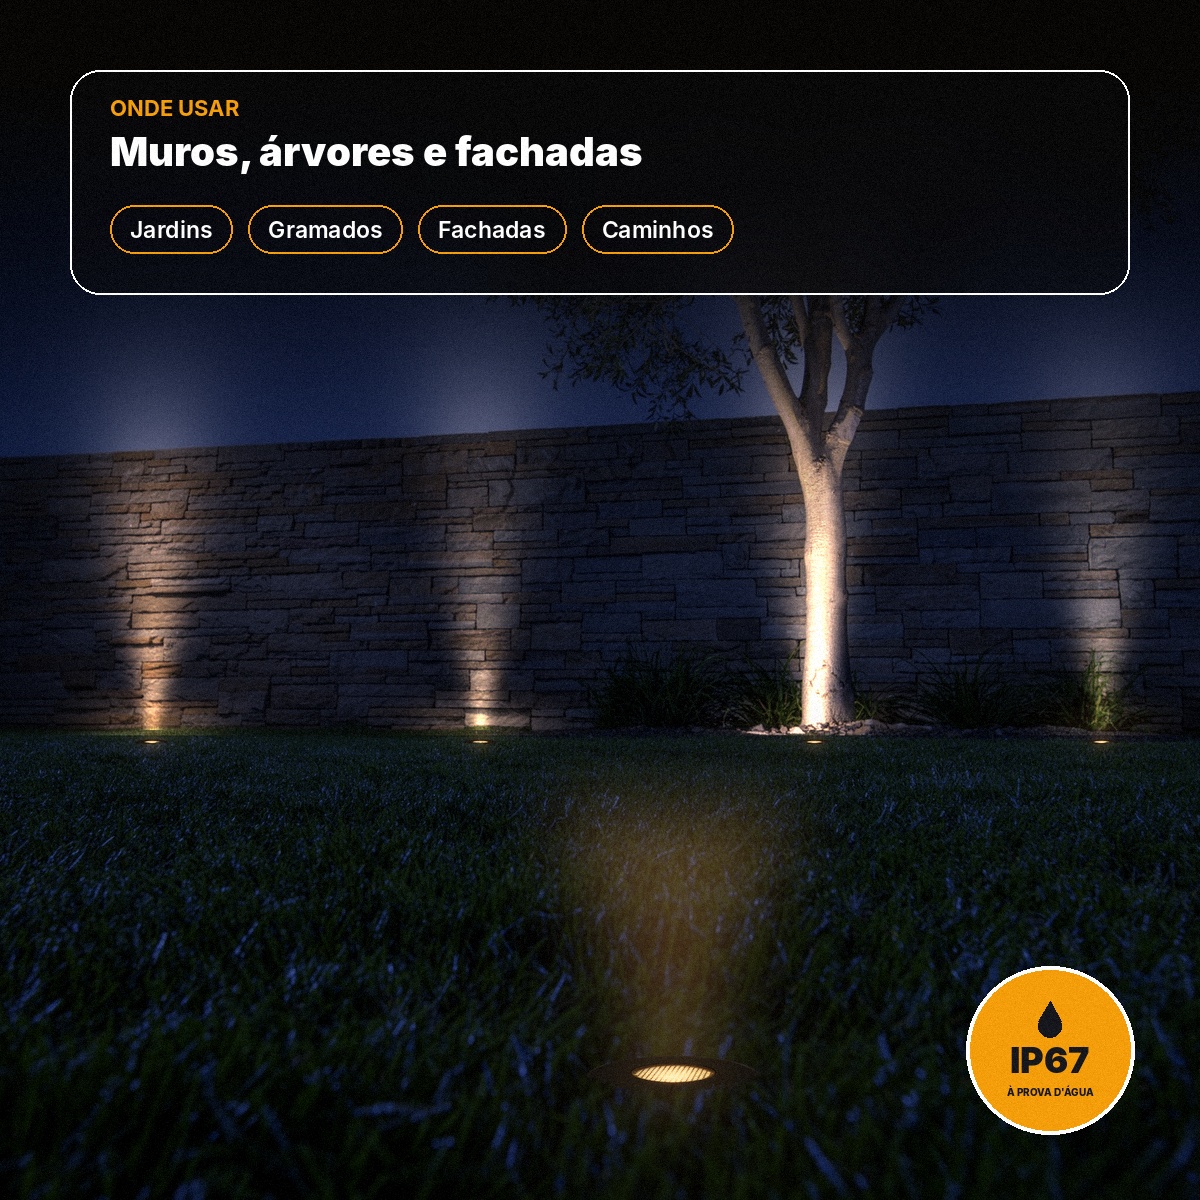 ONDE USAR
Muros, árvores e fachadas
Jardins Gramados Fachadas Caminhos
IP67
À PROVA D'ÁGUA